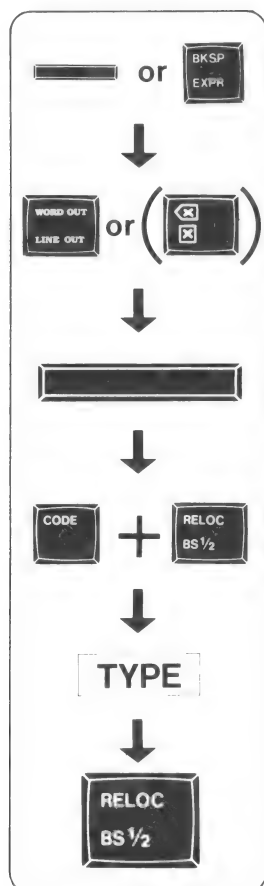 or BKSP
EXPR
WORD OUT
LINE OUT
or ( )
CODE + RELOC
BS 1/2
TYPE
RELOC
BS 1/2